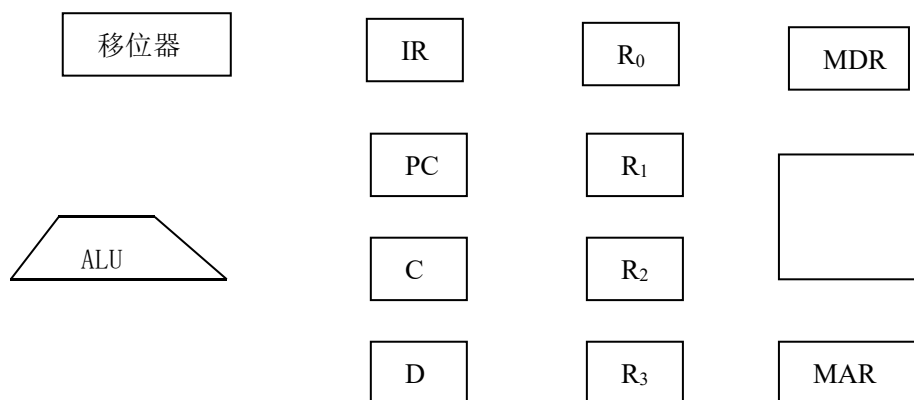 移位器 IR R₀ MDR
PC R₁
ALU C R₂
D R₃ MAR